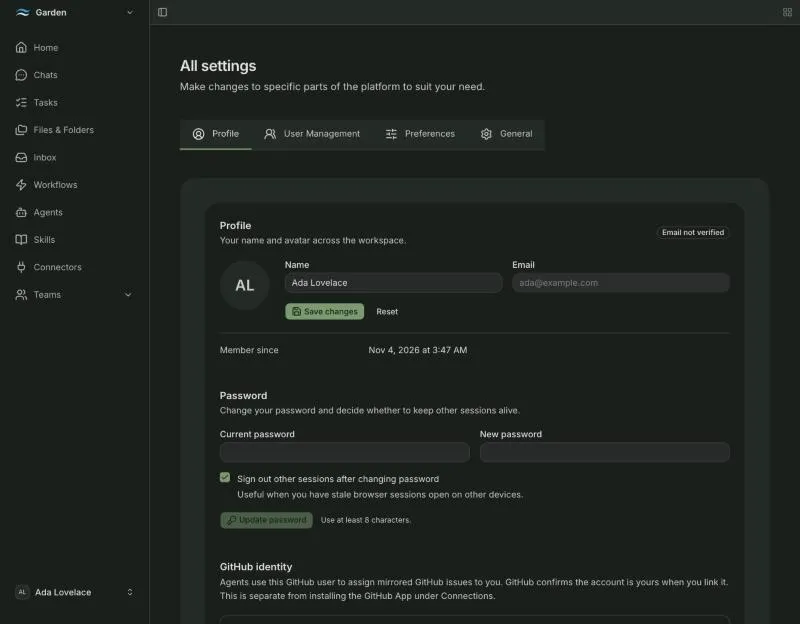 Garden
Home
Chats
Tasks
Files & Folders
Inbox
Workflows
Agents
Skills
Connectors
Teams
AL
Ada Lovelace
All settings
Make changes to specific parts of the platform to suit your need.
Profile
User Management
Preferences
General
Profile
Your name and avatar across the workspace.
Email not verified
AL
Name
Ada Lovelace
Email
ada@example.com
Save changes
Reset
Member since
Nov 4, 2026 at 3:47 AM
Password
Change your password and decide whether to keep other sessions alive.
Current password
New password
Sign out other sessions after changing password
Useful when you have stale browser sessions open on other devices.
Update password
Use at least 8 characters.
GitHub identity
Agents use this GitHub user to assign mirrored GitHub issues to you. GitHub confirms the account is yours when you link it.
This is separate from installing the GitHub App under Connections.